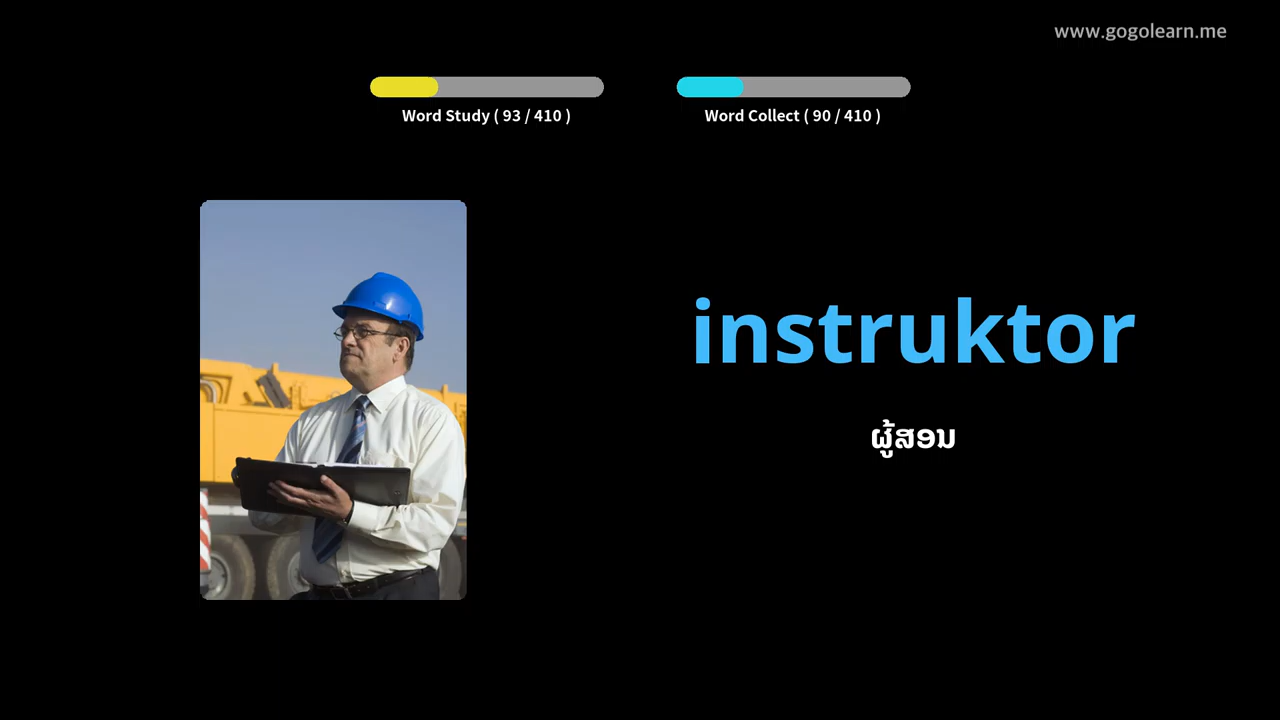 www.gogolearn.me
Word Study ( 93 / 410 )
Word Collect ( 90 / 410 )
instruktor
ຜູ້ສອນ